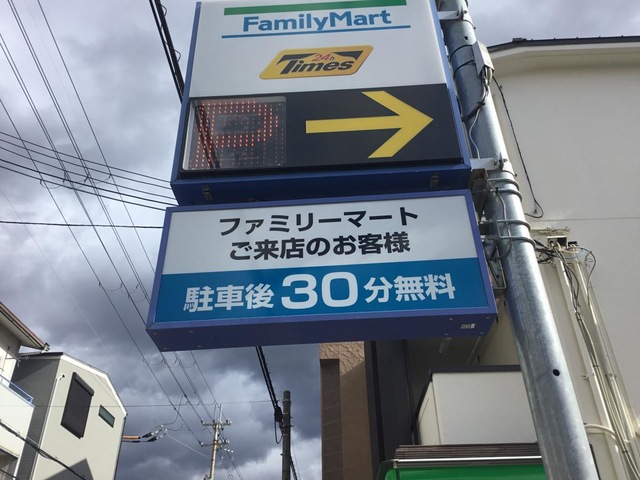 FamilyMart
24h
Times
P
ファミリーマート
ご来店のお客様
駐車後30分無料